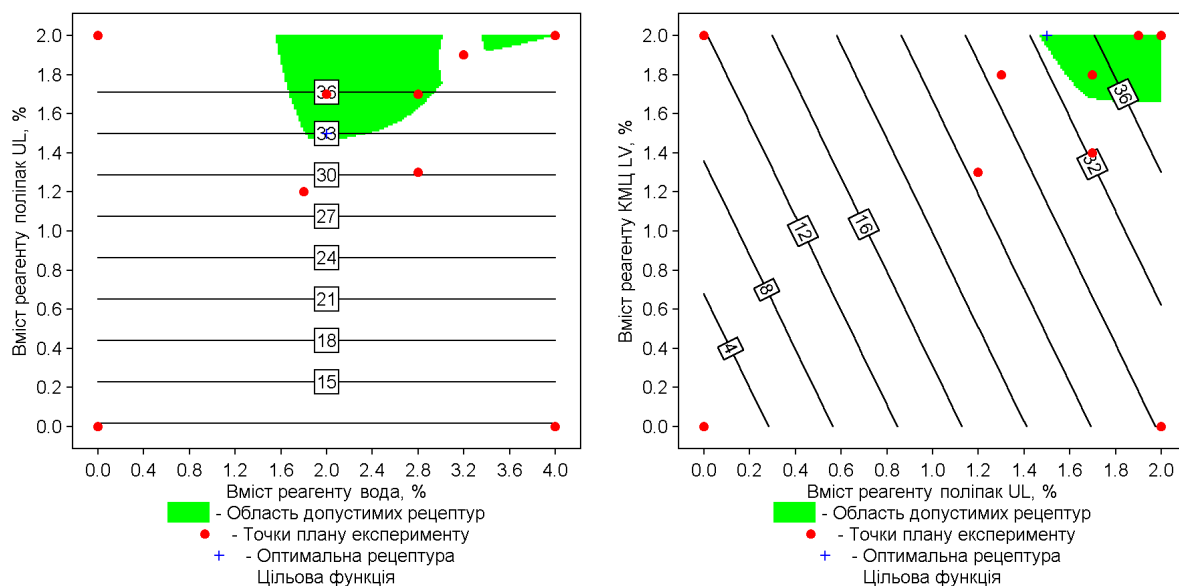 2.0
1.8
1.6
1.4
1.2
1.0
0.8
0.6
0.4
0.2
0.0
Вміст реагенту поліпак UL, %
36
33
30
27
24
21
18
15
0.0 0.4 0.8 1.2 1.6 2.0 2.4 2.8 3.2 3.6 4.0
Вміст реагенту вода, %
- Область допустимих рецептур
- Точки плану експерименту
- Оптимальна рецептура
Цільова функція
2.0
1.8
1.6
1.4
1.2
1.0
0.8
0.6
0.4
0.2
0.0
Вміст реагенту КМЦ LV, %
36
32
16
12
8
4
0.0 0.2 0.4 0.6 0.8 1.0 1.2 1.4 1.6 1.8 2.0
Вміст реагенту поліпак UL, %
- Область допустимих рецептур
- Точки плану експерименту
- Оптимальна рецептура
Цільова функція